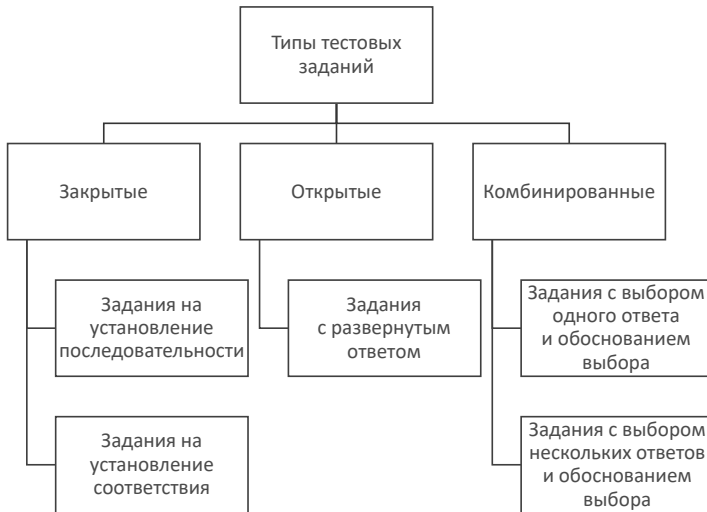 Типы тестовых
заданий
Закрытые
Открытые
Комбинированные
Задания на
установление
последовательности
Задания
с развернутым
ответом
Задания с выбором
одного ответа
и обоснованием
выбора
Задания на
установление
соответствия
Задания с выбором
нескольких ответов
и обоснованием
выбора